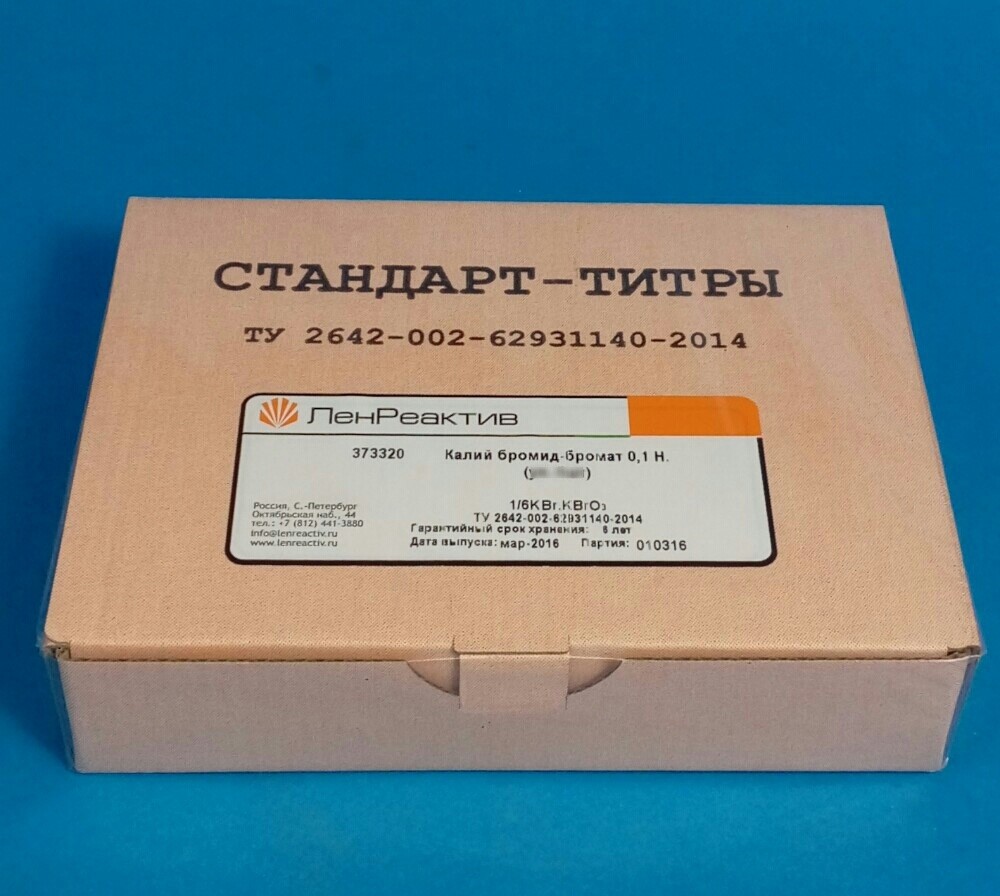 СТАНДАРТ-ТИТРЫ
ТУ 2642-002-62931140-2014
ЛенРеактив
373320 Калий бромид-бромат 0,1 Н.
1/6KBr.KBrO₃
ТУ 2642-002-62931140-2014
Гарантийный срок хранения: лет
Дата выпуска: мар-2016 Партия: 010316
Россия, С.-Петербург
Октябрьская наб., 44
тел.: +7 (812) 441-3880
info@lenreactiv.ru
www.lenreactiv.ru